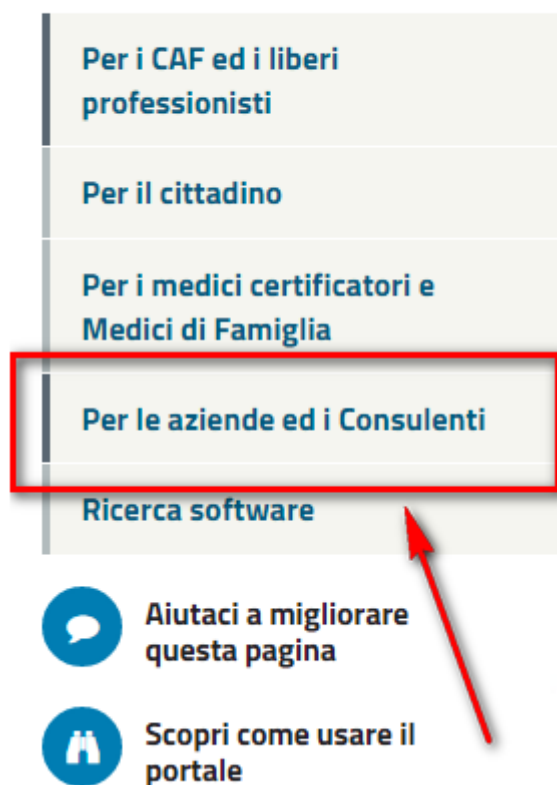 Per i CAF ed i liberi
professionisti
Per il cittadino
Per i medici certificatori e
Medici di Famiglia
Per le aziende ed i Consulenti
Ricerca software
Aiutaci a migliorare
questa pagina
Scopri come usare il
portale